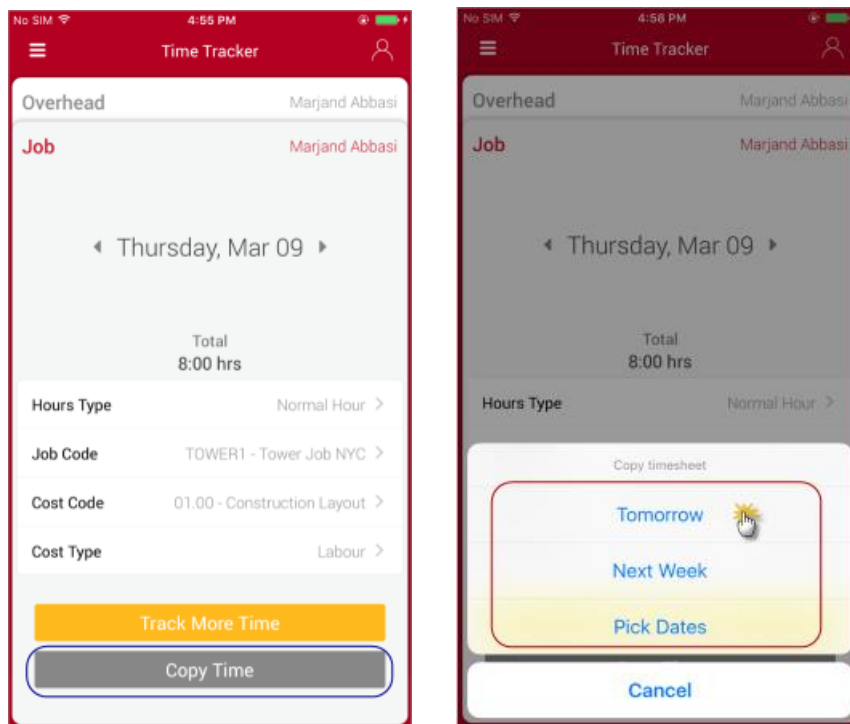 No SIM 4:55 PM
Time Tracker
Overhead Marjand Abbasi
Job Marjand Abbasi
Thursday, Mar 09
Total
8:00 hrs
Hours Type Normal Hour
Job Code TOWER1 - Tower Job NYC
Cost Code 01.00 - Construction Layout
Cost Type Labour
Track More Time
Copy Time
No SIM 4:56 PM
Time Tracker
Overhead Marjand Abbasi
Job Marjand Abbasi
Thursday, Mar 09
Total
8:00 hrs
Hours Type Normal Hour
Copy timesheet
Tomorrow
Next Week
Pick Dates
Cancel